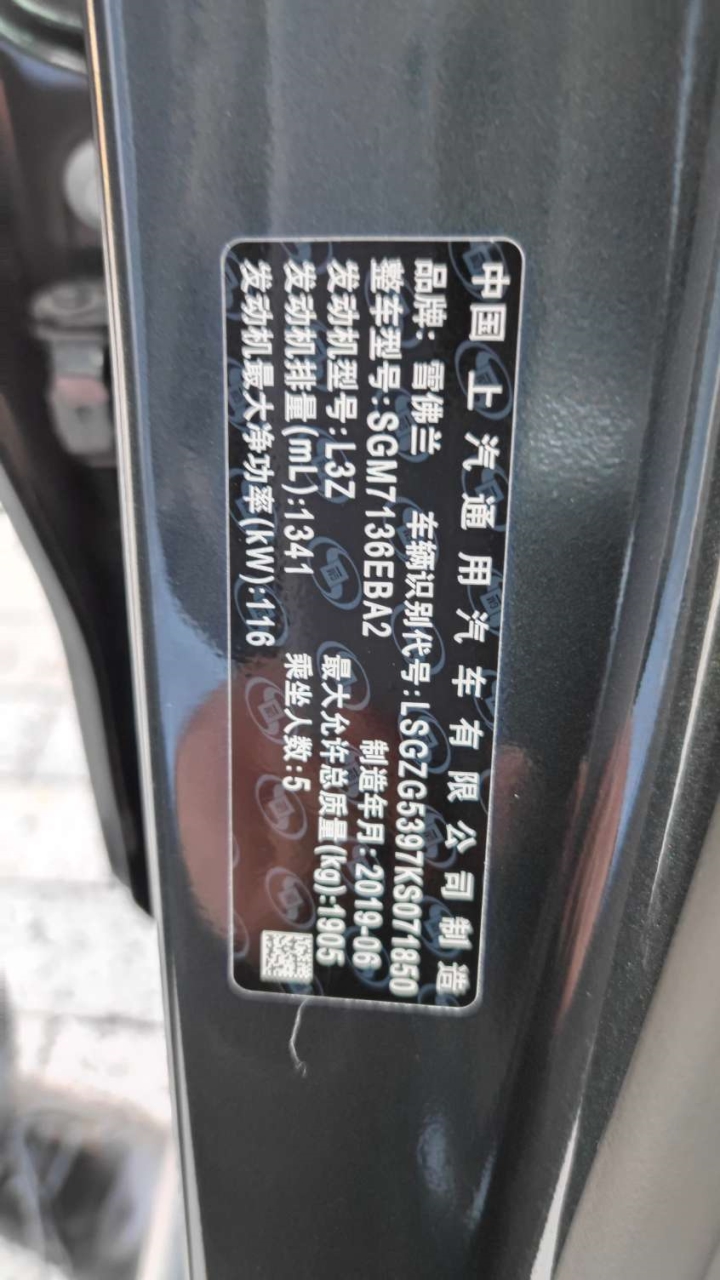 中国 上汽通用汽车有限公司制造
品牌: 雪佛兰 车辆识别代号:LSGZG5397KS071850
整车型号:SGM7136EBA2 制造年月:2019-06
发动机型号:L3Z 最大允许总质量(kg):1905
发动机排量(mL):1341 乘坐人数:5
发动机最大净功率(kW):116